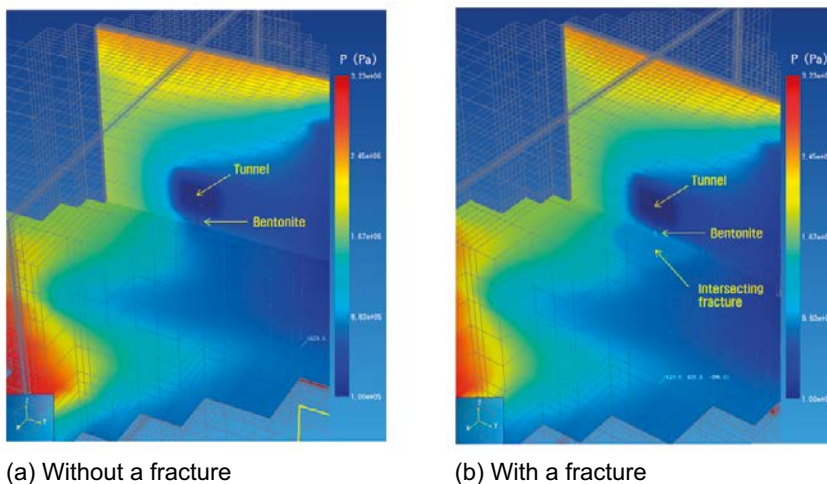 P (Pa)
3.23e+06
2.45e+06
1.67e+06
8.83e+05
1.00e+05
Tunnel
Bentonite
Z
X
Y
(a) Without a fracture
P (Pa)
3.23e+06
2.45e+06
1.67e+06
8.83e+05
1.00e+05
Tunnel
Bentonite
Intersecting
fracture
Z
X
Y
(b) With a fracture